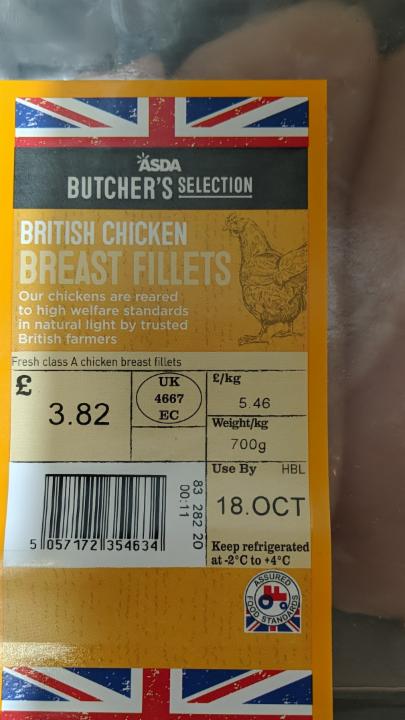 ASDA
BUTCHER'S SELECTION
BRITISH CHICKEN
BREAST FILLETS
Our chickens are reared
to high welfare standards
in natural light by trusted
British farmers
Fresh class A chicken breast fillets
£
3.82
UK
4667
EC
£/kg
5.46
Weight/kg
700g
Use By HBL
18.OCT
Keep refrigerated
at -2°C to +4°C
83 282 20
00:11
5 057172 354634
ASSURED
FOOD STANDARDS